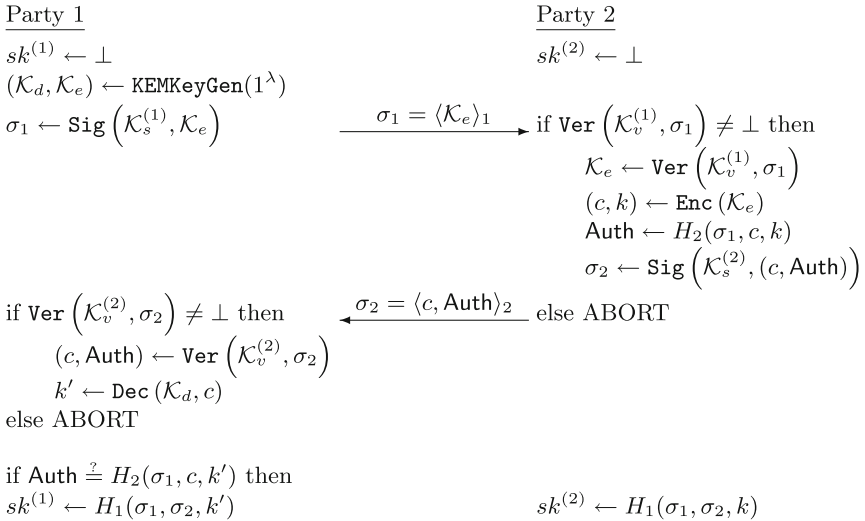 Party 1
sk^(1) ← ⊥
(𝒦_d, 𝒦_e) ← KEMKeyGen(1^λ)
σ_1 ← Sig(𝒦_s^(1), 𝒦_e)
σ_1 = ⟨𝒦_e⟩_1
Party 2
sk^(2) ← ⊥
if Ver(𝒦_v^(1), σ_1) ≠ ⊥ then
𝒦_e ← Ver(𝒦_v^(1), σ_1)
(c, k) ← Enc(𝒦_e)
Auth ← H_2(σ_1, c, k)
σ_2 ← Sig(𝒦_s^(2), (c, Auth))
else ABORT
σ_2 = ⟨c, Auth⟩_2
if Ver(𝒦_v^(2), σ_2) ≠ ⊥ then
(c, Auth) ← Ver(𝒦_v^(2), σ_2)
k′ ← Dec(𝒦_d, c)
else ABORT
if Auth ≟ H_2(σ_1, c, k′) then
sk^(1) ← H_1(σ_1, σ_2, k′)
sk^(2) ← H_1(σ_1, σ_2, k)